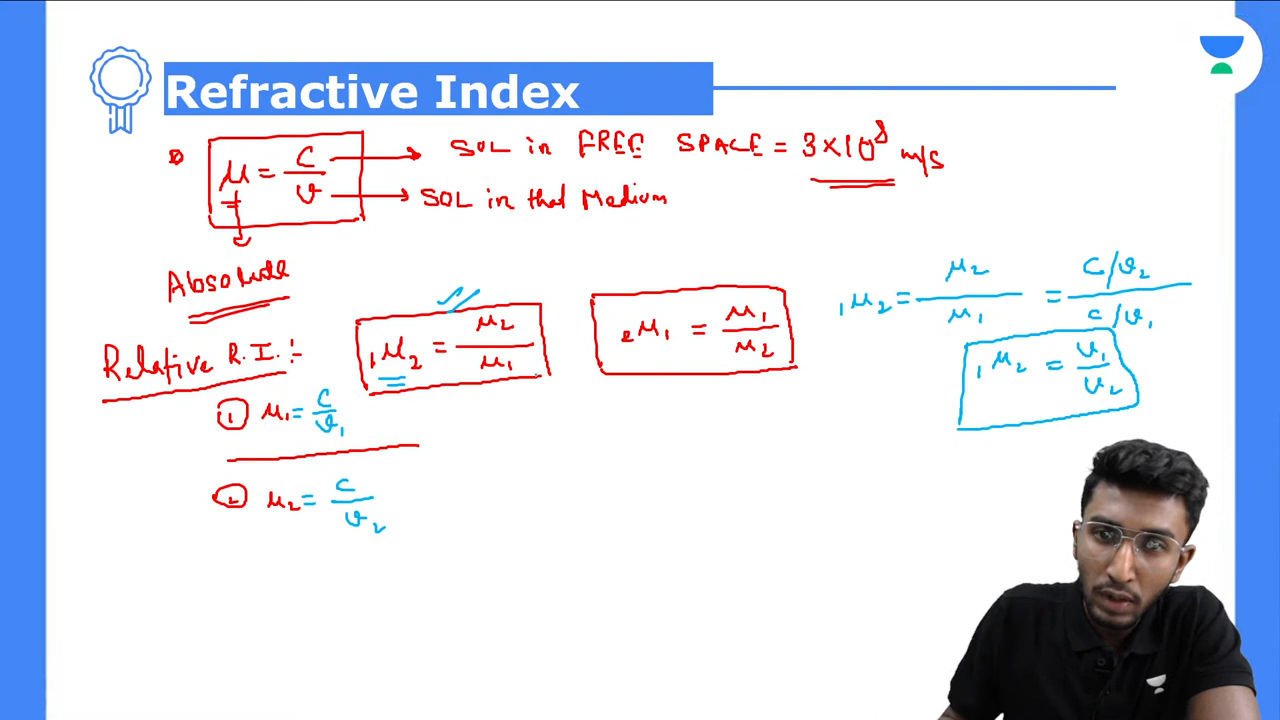 Refractive Index
μ = c/v → SOL in FREE SPACE = 3×10⁸ m/s
→ SOL in that Medium
Absolute
Relative R.I. :-
₁μ₂ = μ₂/μ₁
₂μ₁ = μ₁/μ₂
₁μ₂ = μ₂/μ₁ = (c/v₂)/(c/v₁)
₁μ₂ = v₁/v₂
① μ₁ = c/v₁
② μ₂ = c/v₂